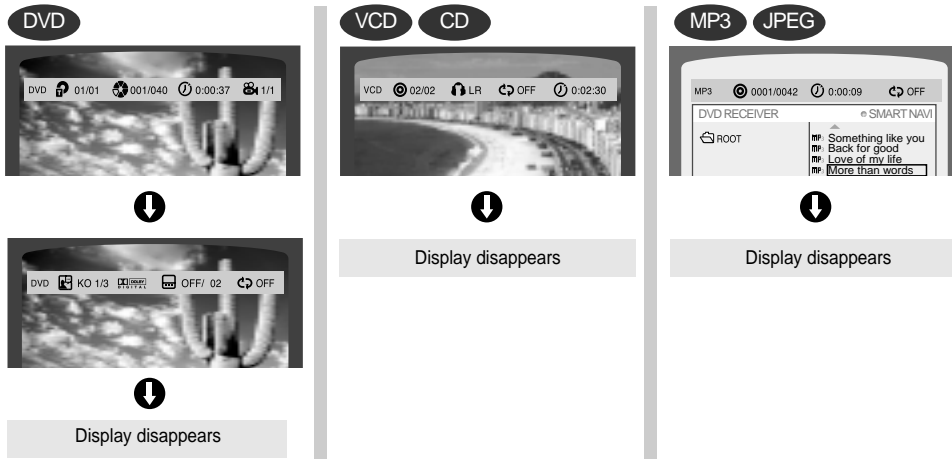 DVD
DVD 01/01 001/040 0:00:37 1/1
DVD KO 1/3 DOLBY DIGITAL OFF/ 02 OFF
Display disappears
VCD CD
VCD 02/02 LR OFF 0:02:30
Display disappears
MP3 JPEG
MP3 0001/0042 0:00:09 OFF
DVD RECEIVER SMART NAVI
ROOT
Something like you
Back for good
Love of my life
More than words
Display disappears